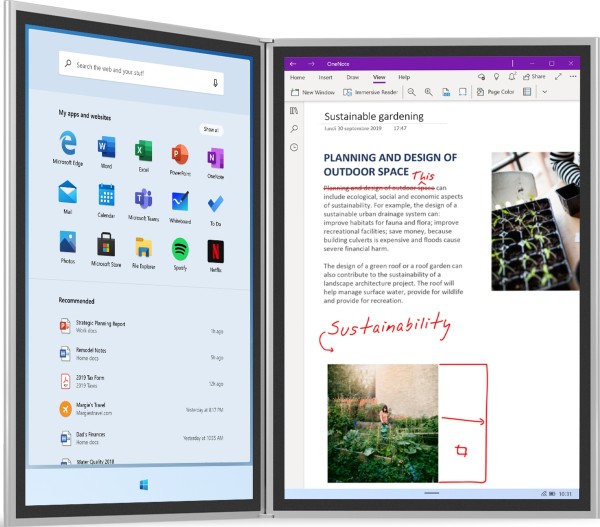 Search the web and your stuff
My apps and websites
Show all
Microsoft Edge
Word
Excel
PowerPoint
OneNote
Mail
Calendar
Microsoft Teams
Whiteboard
To Do
Photos
Microsoft Store
File Explorer
Spotify
Netflix
Recommended
Strategic Planning Report
Work docs
1h ago
Remodel Notes
Home docs
2019 Tax Form
2019 Taxes
12h ago
Margie's Travel
Margiestravel.com
Yesterday at 8:17 PM
Dad's Finances
Home docs
Yesterday at 10:35 AM
Water Quality 2018
OneNote
Home Insert Draw View Help
Share
New Window Immersive Reader Page Color
Sustainable gardening
lundi 30 septembre 2019 12:47
PLANNING AND DESIGN OF
OUTDOOR SPACE This
Planning and design of outdoor space can
include ecological, social and economic aspects
of sustainability. For example, the design of a
sustainable urban drainage system can:
improve habitats for fauna and flora; improve
recreational facilities; save money, because
building culverts is expensive and floods cause
severe financial harm.
The design of a green roof or a roof garden can
also contribute to the sustainability of a
landscape architecture project. The roof will
help manage surface water, provide for wildlife
and provide for recreation.
Sustainability
10:31